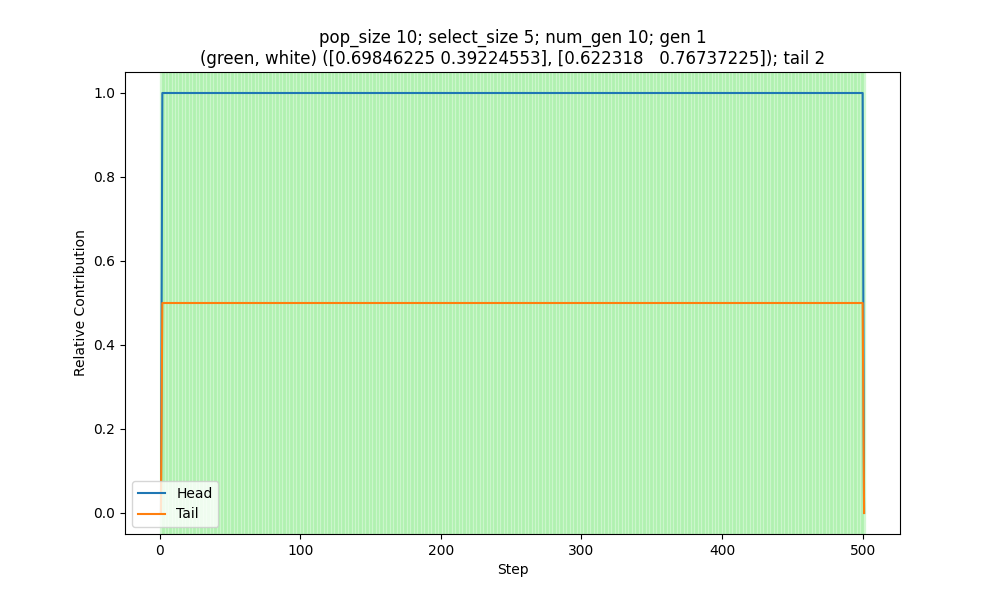 pop_size 10; select_size 5; num_gen 10; gen 1
(green, white) ([0.69846225 0.39224553], [0.622318   0.76737225]); tail 2
Relative Contribution
1.0
0.8
0.6
0.4
0.2
0.0
Head
Tail
0 100 200 300 400 500
Step